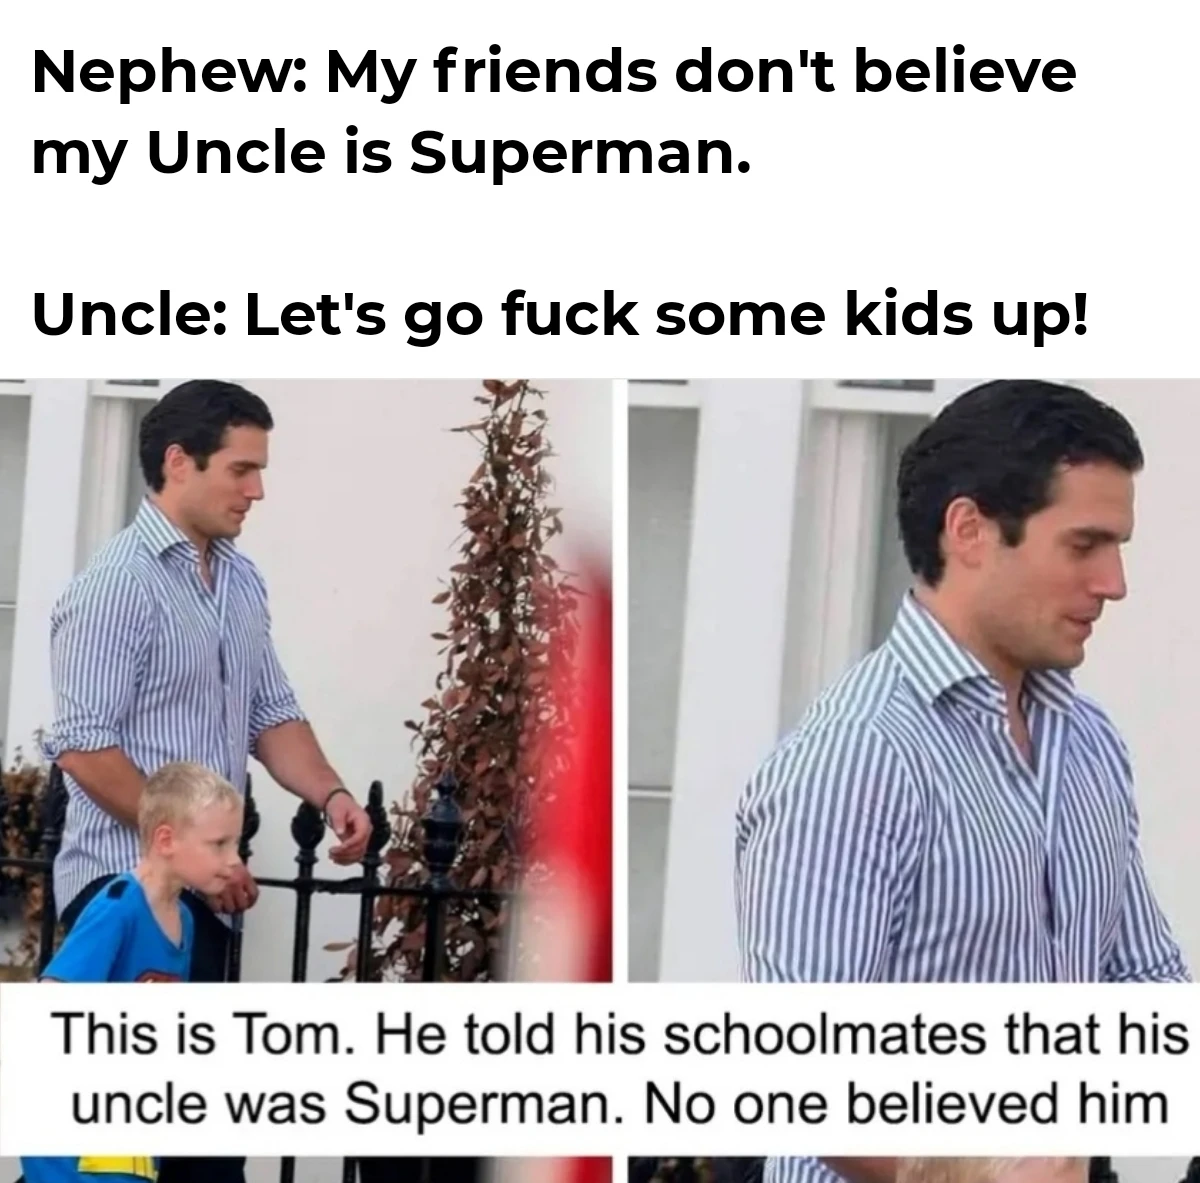 Nephew: My friends don't believe
my Uncle is Superman.
Uncle: Let's go fuck some kids up!
This is Tom. He told his schoolmates that his
uncle was Superman. No one believed him